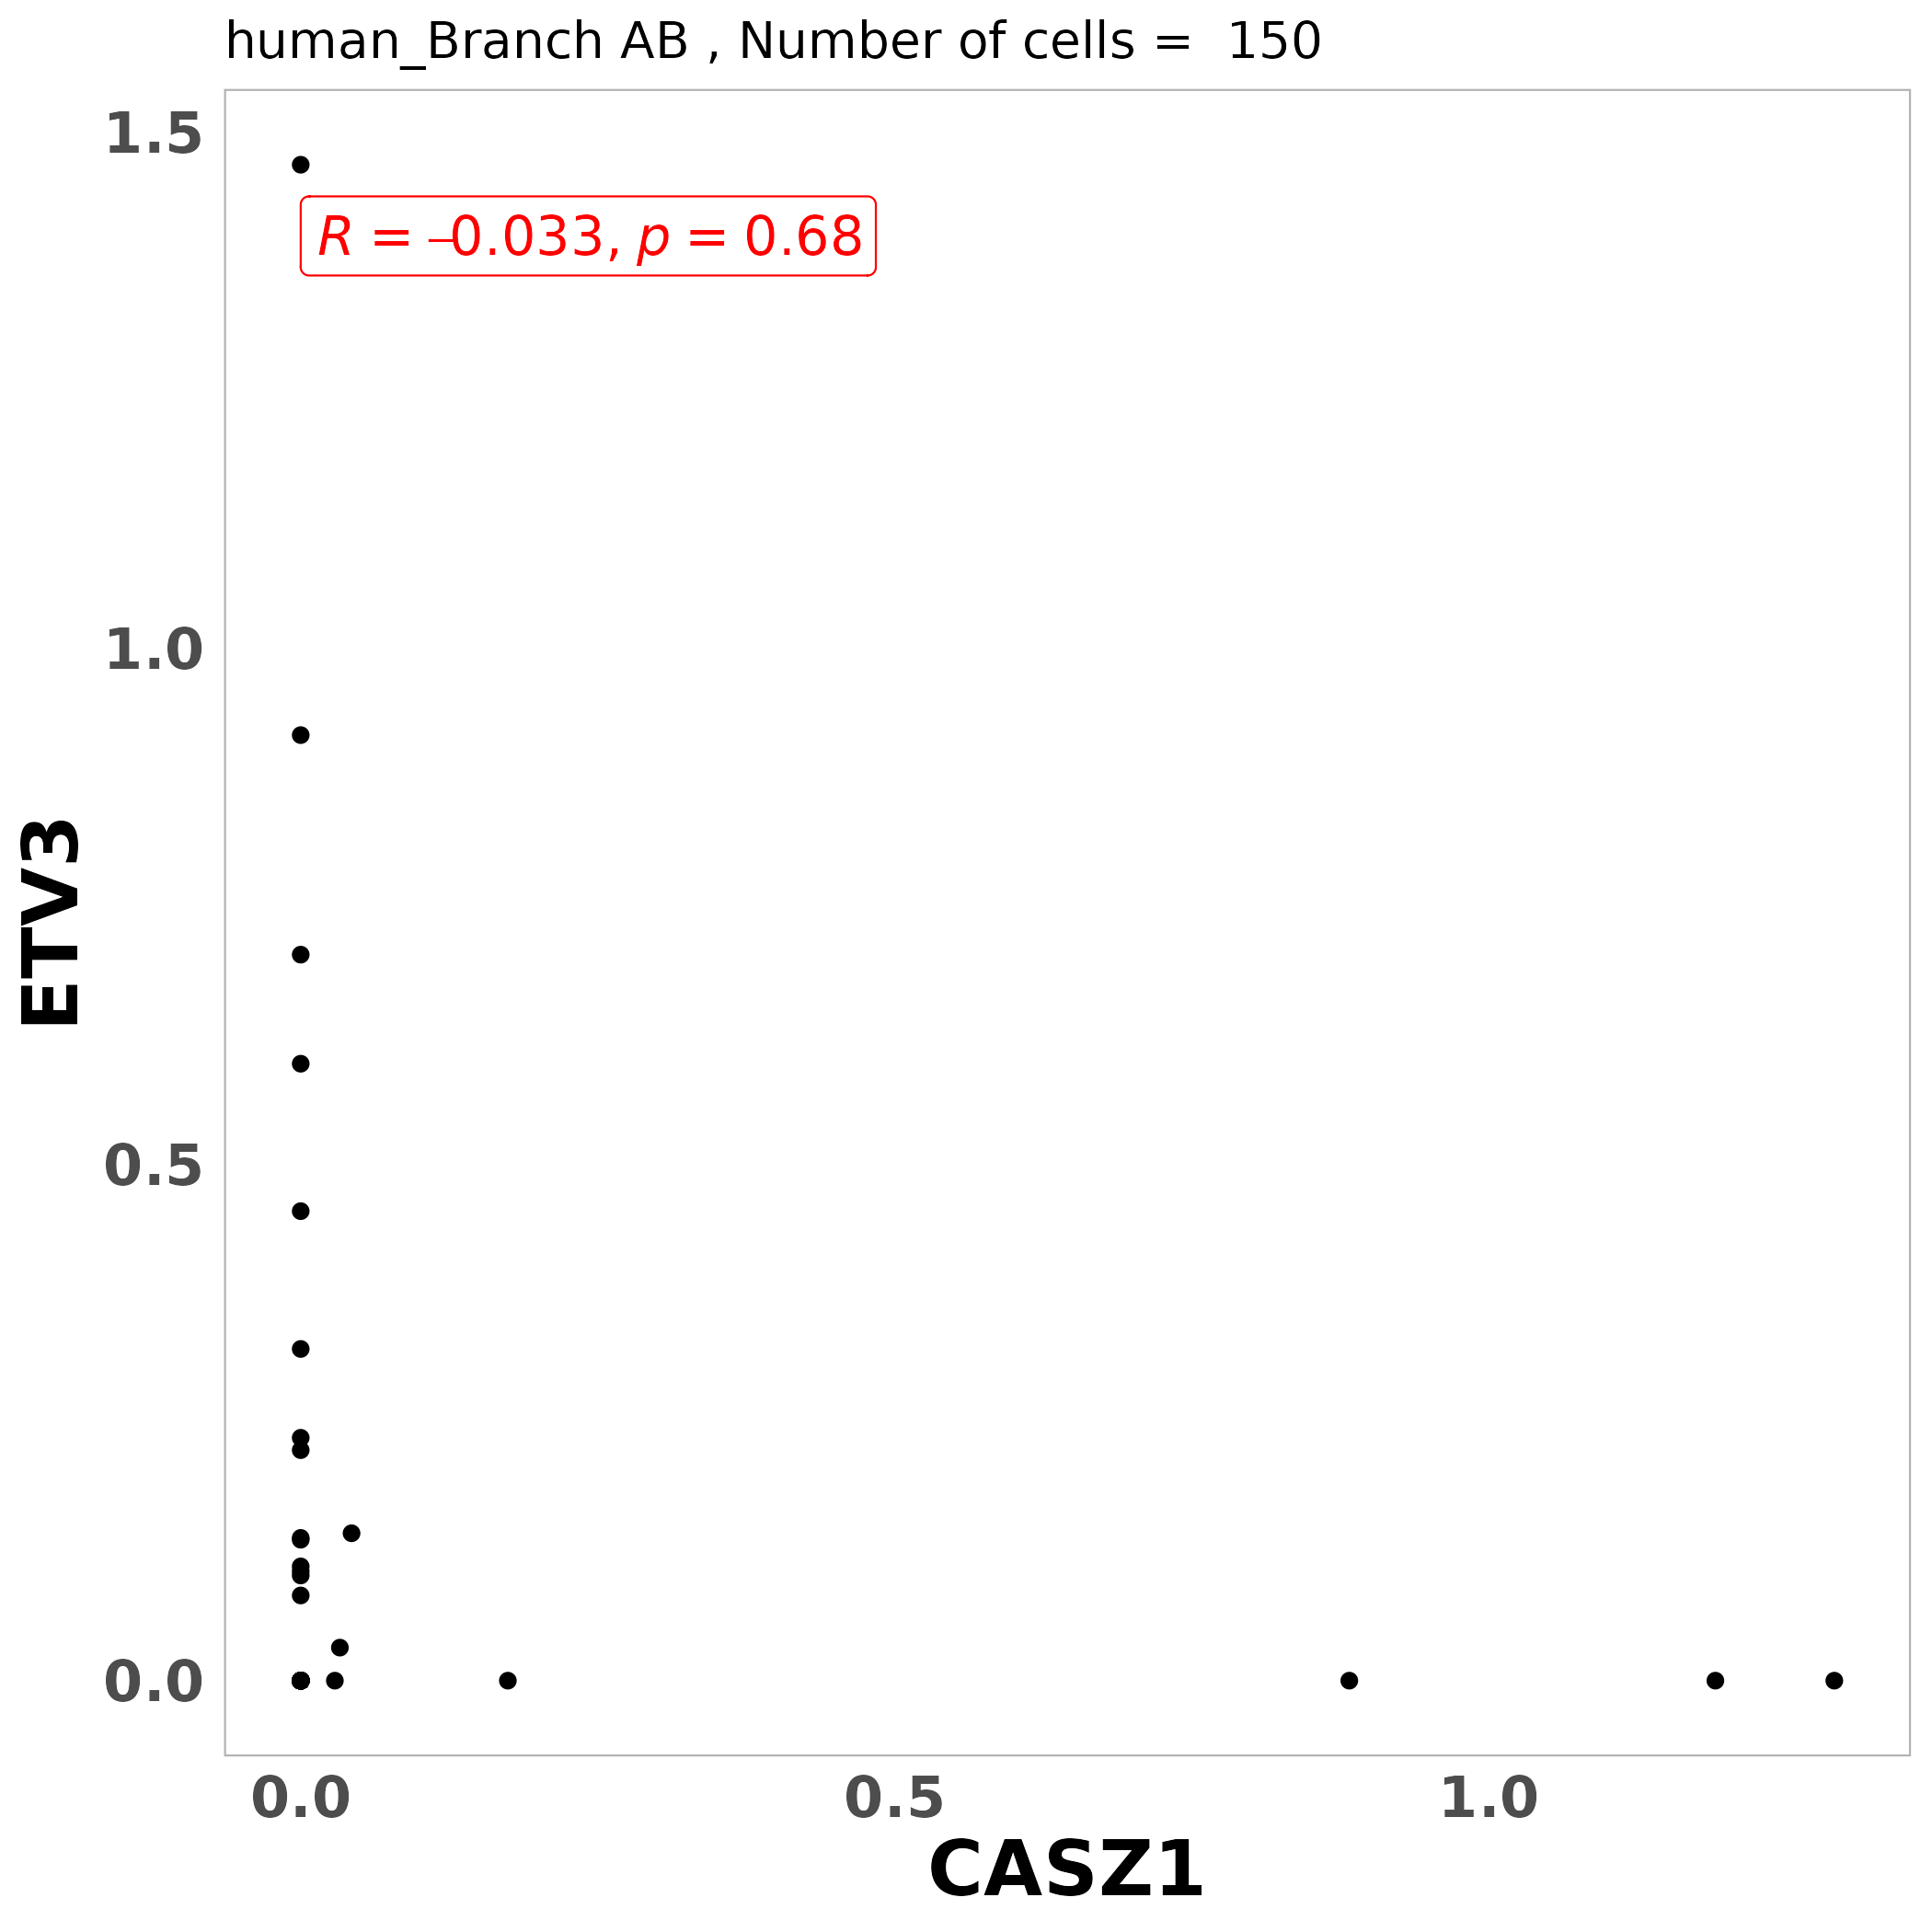 human_Branch AB , Number of cells =  150
1.5
R = –0.033, p = 0.68
1.0
ETV3
0.5
0.0
0.0 0.5 1.0
CASZ1